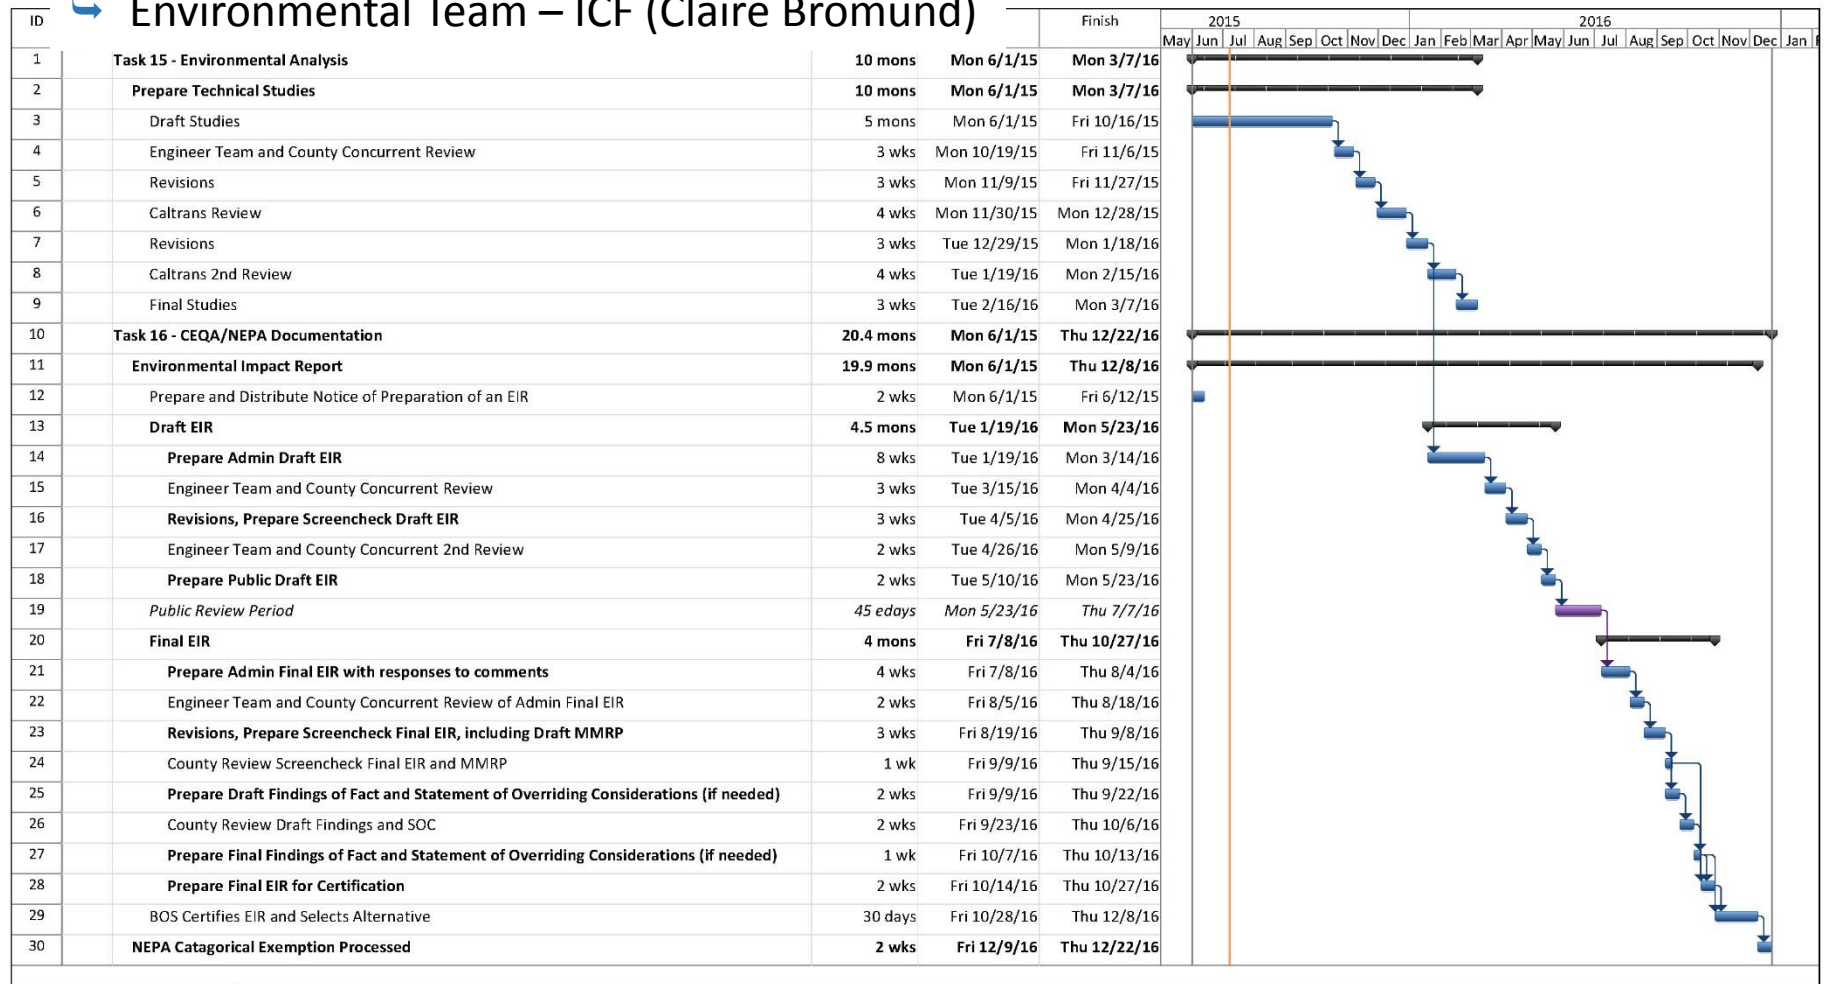 Environmental Team – ICF (Claire Bromund)
ID Finish 2015 2016
May Jun Jul Aug Sep Oct Nov Dec Jan Feb Mar Apr May Jun Jul Aug Sep Oct Nov Dec Jan
1 Task 15 - Environmental Analysis 10 mons Mon 6/1/15 Mon 3/7/16
2 Prepare Technical Studies 10 mons Mon 6/1/15 Mon 3/7/16
3 Draft Studies 5 mons Mon 6/1/15 Fri 10/16/15
4 Engineer Team and County Concurrent Review 3 wks Mon 10/19/15 Fri 11/6/15
5 Revisions 3 wks Mon 11/9/15 Fri 11/27/15
6 Caltrans Review 4 wks Mon 11/30/15 Mon 12/28/15
7 Revisions 3 wks Tue 12/29/15 Mon 1/18/16
8 Caltrans 2nd Review 4 wks Tue 1/19/16 Mon 2/15/16
9 Final Studies 3 wks Tue 2/16/16 Mon 3/7/16
10 Task 16 - CEQA/NEPA Documentation 20.4 mons Mon 6/1/15 Thu 12/22/16
11 Environmental Impact Report 19.9 mons Mon 6/1/15 Thu 12/8/16
12 Prepare and Distribute Notice of Preparation of an EIR 2 wks Mon 6/1/15 Fri 6/12/15
13 Draft EIR 4.5 mons Tue 1/19/16 Mon 5/23/16
14 Prepare Admin Draft EIR 8 wks Tue 1/19/16 Mon 3/14/16
15 Engineer Team and County Concurrent Review 3 wks Tue 3/15/16 Mon 4/4/16
16 Revisions, Prepare Screencheck Draft EIR 3 wks Tue 4/5/16 Mon 4/25/16
17 Engineer Team and County Concurrent 2nd Review 2 wks Tue 4/26/16 Mon 5/9/16
18 Prepare Public Draft EIR 2 wks Tue 5/10/16 Mon 5/23/16
19 Public Review Period 45 edays Mon 5/23/16 Thu 7/7/16
20 Final EIR 4 mons Fri 7/8/16 Thu 10/27/16
21 Prepare Admin Final EIR with responses to comments 4 wks Fri 7/8/16 Thu 8/4/16
22 Engineer Team and County Concurrent Review of Admin Final EIR 2 wks Fri 8/5/16 Thu 8/18/16
23 Revisions, Prepare Screencheck Final EIR, including Draft MMRP 3 wks Fri 8/19/16 Thu 9/8/16
24 County Review Screencheck Final EIR and MMRP 1 wk Fri 9/9/16 Thu 9/15/16
25 Prepare Draft Findings of Fact and Statement of Overriding Considerations (if needed) 2 wks Fri 9/9/16 Thu 9/22/16
26 County Review Draft Findings and SOC 2 wks Fri 9/23/16 Thu 10/6/16
27 Prepare Final Findings of Fact and Statement of Overriding Considerations (if needed) 1 wk Fri 10/7/16 Thu 10/13/16
28 Prepare Final EIR for Certification 2 wks Fri 10/14/16 Thu 10/27/16
29 BOS Certifies EIR and Selects Alternative 30 days Fri 10/28/16 Thu 12/8/16
30 NEPA Catagorical Exemption Processed 2 wks Fri 12/9/16 Thu 12/22/16